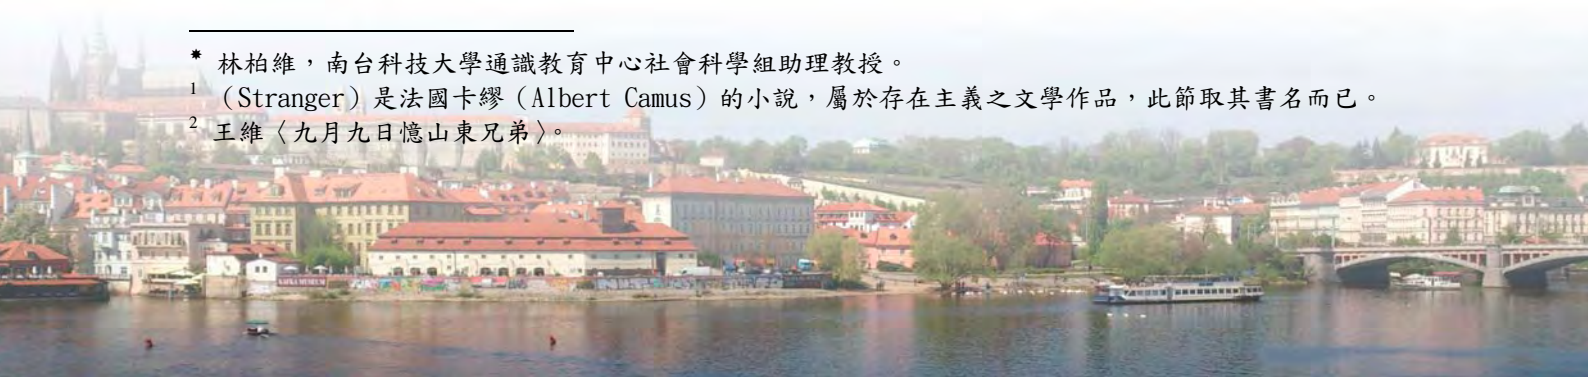 * 林柏維，南台科技大學通識教育中心社會科學組助理教授。
1 （Stranger）是法國卡繆（Albert Camus）的小說，屬於存在主義之文學作品，此節取其書名而已。
2 王維〈九月九日憶山東兄弟〉。
KAFKA MUSEUM